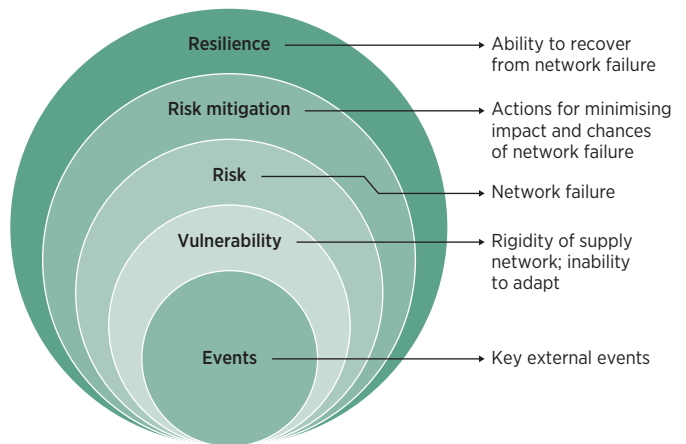 Resilience
Ability to recover
from network failure
Risk mitigation
Actions for minimising
impact and chances
of network failure
Risk
Network failure
Vulnerability
Rigidity of supply
network; inability
to adapt
Events
Key external events